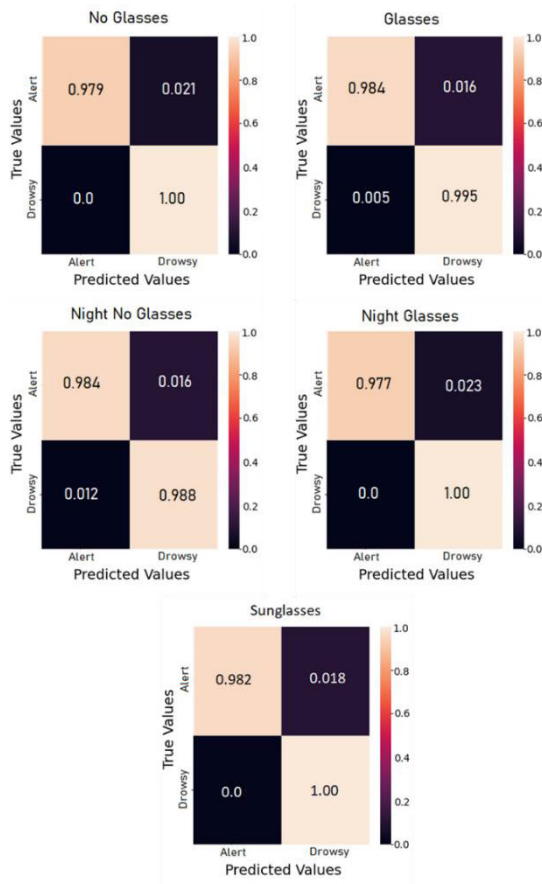 No Glasses
1.0
0.8
0.6
0.4
0.2
0.0
True Values
Alert
Drowsy
0.979 0.021
0.0 1.00
Alert Drowsy
Predicted Values
Glasses
1.0
0.8
0.6
0.4
0.2
0.0
True Values
Alert
Drowsy
0.984 0.016
0.005 0.995
Alert Drowsy
Predicted Values
Night No Glasses
1.0
0.8
0.6
0.4
0.2
0.0
True Values
Alert
Drowsy
0.984 0.016
0.012 0.988
Alert Drowsy
Predicted Values
Night Glasses
1.0
0.8
0.6
0.4
0.2
0.0
True Values
Alert
Drowsy
0.977 0.023
0.0 1.00
Alert Drowsy
Predicted Values
Sunglasses
1.0
0.8
0.6
0.4
0.2
0.0
True Values
Alert
Drowsy
0.982 0.018
0.0 1.00
Alert Drowsy
Predicted Values